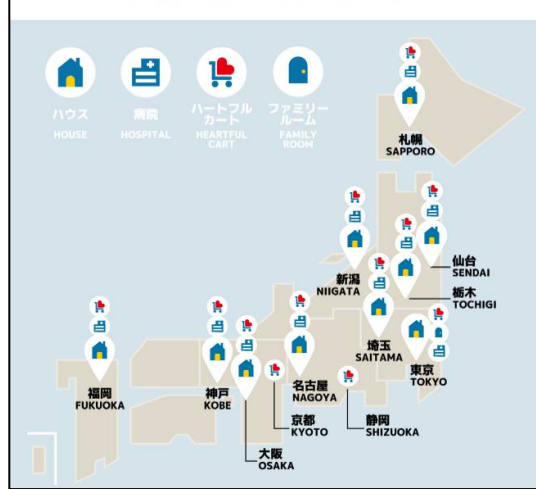 ハウス
HOUSE
病院
HOSPITAL
ハートフル
カート
HEARTFUL
CART
ファミリー
ルーム
FAMILY
ROOM
札幌
SAPPORO
仙台
SENDAI
新潟
NIIGATA
栃木
TOCHIGI
埼玉
SAITAMA
東京
TOKYO
福岡
FUKUOKA
神戸
KOBE
名古屋
NAGOYA
京都
KYOTO
静岡
SHIZUOKA
大阪
OSAKA